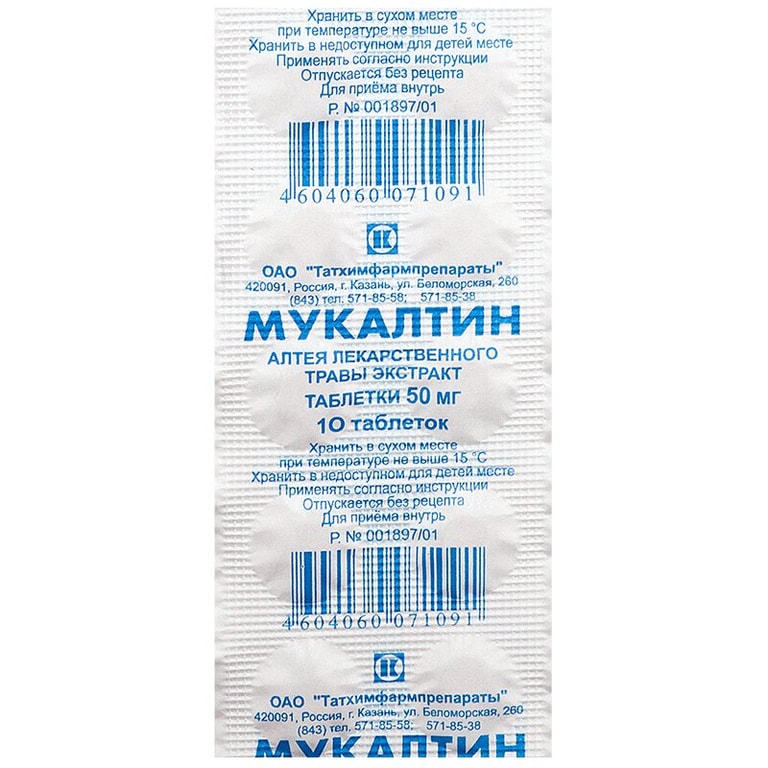 Хранить в сухом месте
при температуре не выше 15 °С
Хранить в недоступном для детей месте
Применять согласно инструкции
Отпускается без рецепта
Для приёма внутрь
Р. № 001897/01
4 604060 071091
ОАО "Татхимфармпрепараты"
420091, Россия, г. Казань, ул. Беломорская, 260
(843) тел. 571-85-58; 571-85-38
МУКАЛТИН
АЛТЕЯ ЛЕКАРСТВЕННОГО
ТРАВЫ ЭКСТРАКТ
ТАБЛЕТКИ 50 МГ
10 таблеток
Хранить в сухом месте
при температуре не выше 15 °С
Хранить в недоступном для детей месте
Применять согласно инструкции
Отпускается без рецепта
Для приёма внутрь
Р. № 001897/01
4 604060 071091
ОАО "Татхимфармпрепараты"
420091, Россия, г. Казань, ул. Беломорская, 260
(843) тел. 571-85-58; 571-85-38
МУКАЛТИН